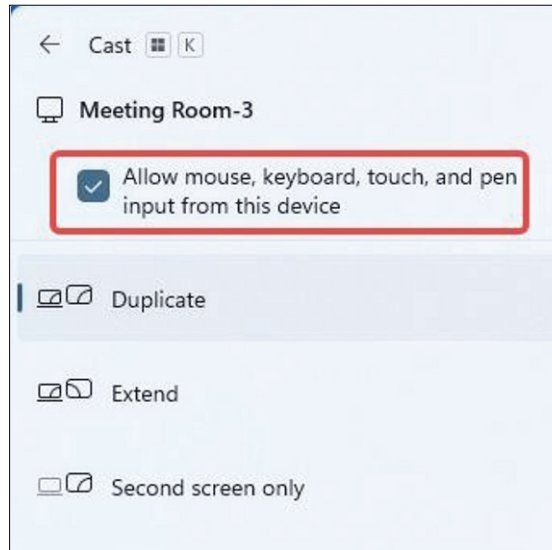 Cast K
Meeting Room-3
Allow mouse, keyboard, touch, and pen
input from this device
Duplicate
Extend
Second screen only